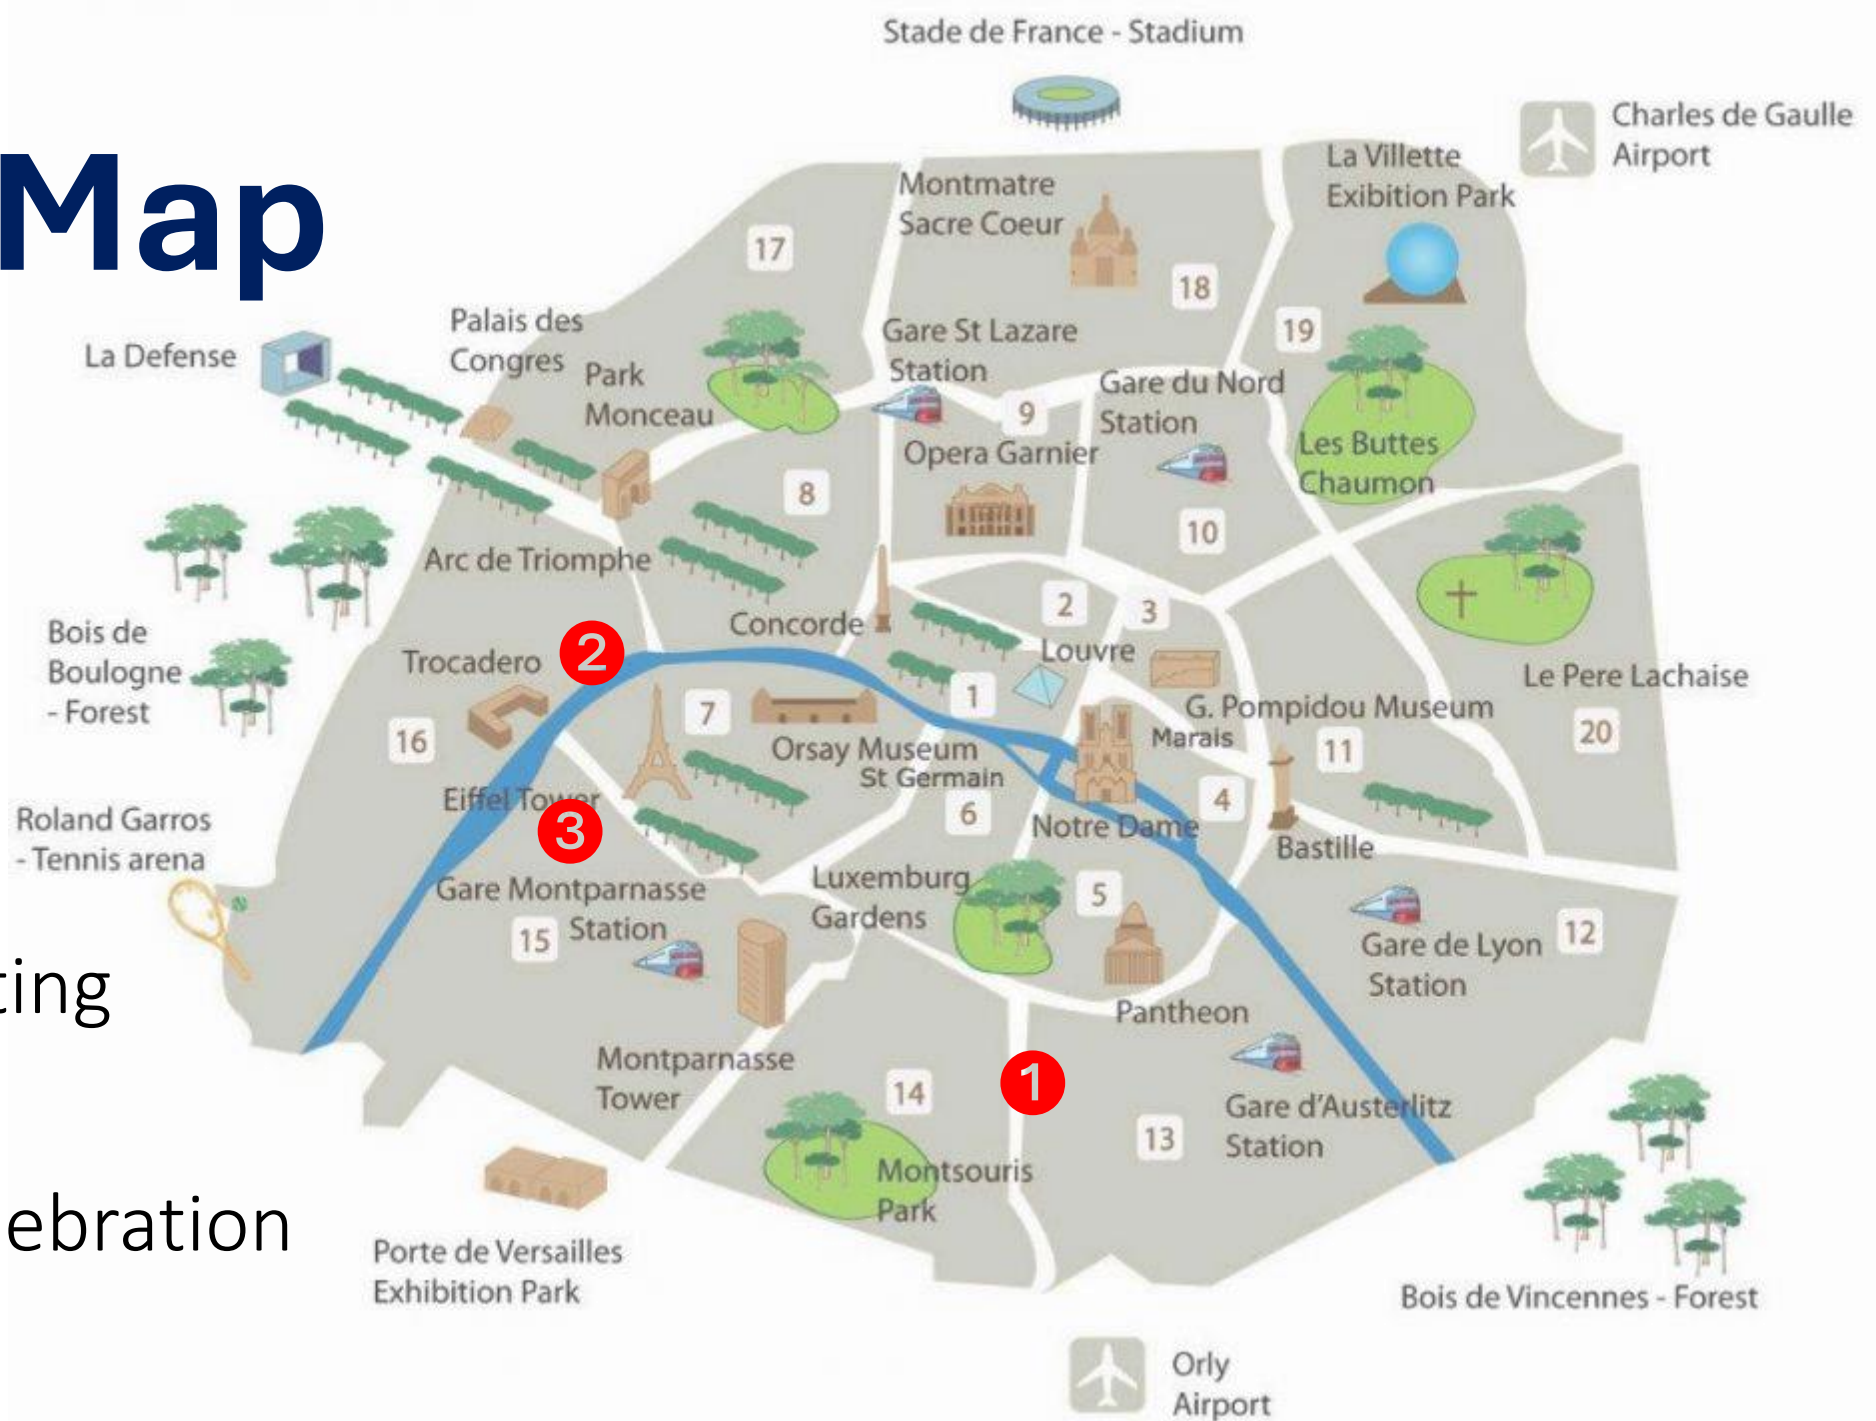 Stade de France - Stadium
Charles de Gaulle
Airport
La Villette
Exibition Park
Map
Montmatre
Sacre Coeur
17
18
19
Palais des
Congres
La Defense
Park
Monceau
Gare St Lazare
Station
Gare du Nord
Station
9
Opera Garnier
Les Buttes
Chaumon
8
10
Arc de Triomphe
2
3
Concorde
Bois de
Boulogne
- Forest
Trocadero
2
Louvre
Le Pere Lachaise
1
7
G. Pompidou Museum
Marais
16
11
20
Orsay Museum
St Germain
Eiffel Tower
3
6
4
Notre Dame
Bastille
Roland Garros
- Tennis arena
Gare Montparnasse
Station
15
Luxemburg
Gardens
5
12
Gare de Lyon
Station
ting
Pantheon
Montparnasse
Tower
14
1
13
Gare d'Austerlitz
Station
Montsouris
Park
ebration
Porte de Versailles
Exhibition Park
Bois de Vincennes - Forest
Orly
Airport